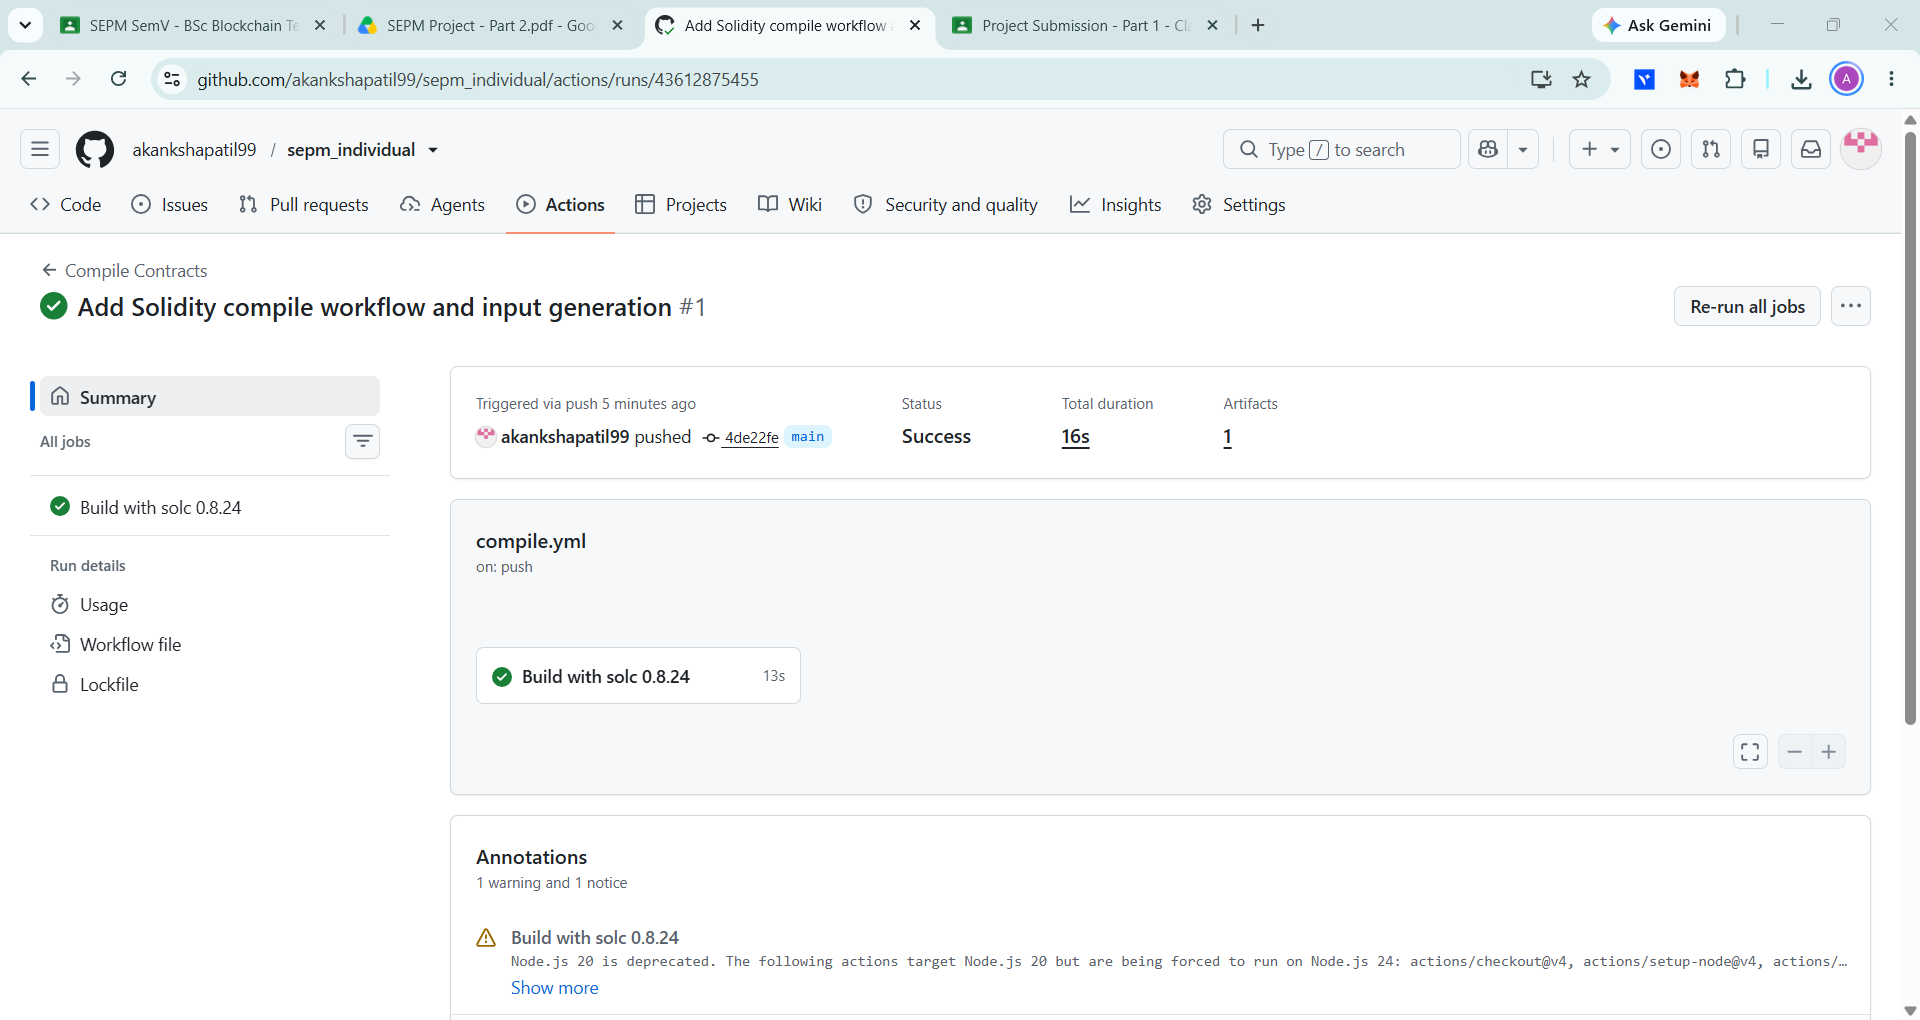 SEPM SemV - BSc Blockchain Te
SEPM Project - Part 2.pdf - Goo
Add Solidity compile workflow a
Project Submission - Part 1 - Cla
Ask Gemini
github.com/akankshapatil99/sepm_individual/actions/runs/43612875455
A
akankshapatil99 / sepm_individual
Type / to search
Code
Issues
Pull requests
Agents
Actions
Projects
Wiki
Security and quality
Insights
Settings
Compile Contracts
Add Solidity compile workflow and input generation #1
Re-run all jobs
Summary
All jobs
Build with solc 0.8.24
Run details
Usage
Workflow file
Lockfile
Triggered via push 5 minutes ago
akankshapatil99 pushed 4de22fe main
Status
Success
Total duration
16s
Artifacts
1
compile.yml
on: push
Build with solc 0.8.24 13s
Annotations
1 warning and 1 notice
Build with solc 0.8.24
Node.js 20 is deprecated. The following actions target Node.js 20 but are being forced to run on Node.js 24: actions/checkout@v4, actions/setup-node@v4, actions/…
Show more